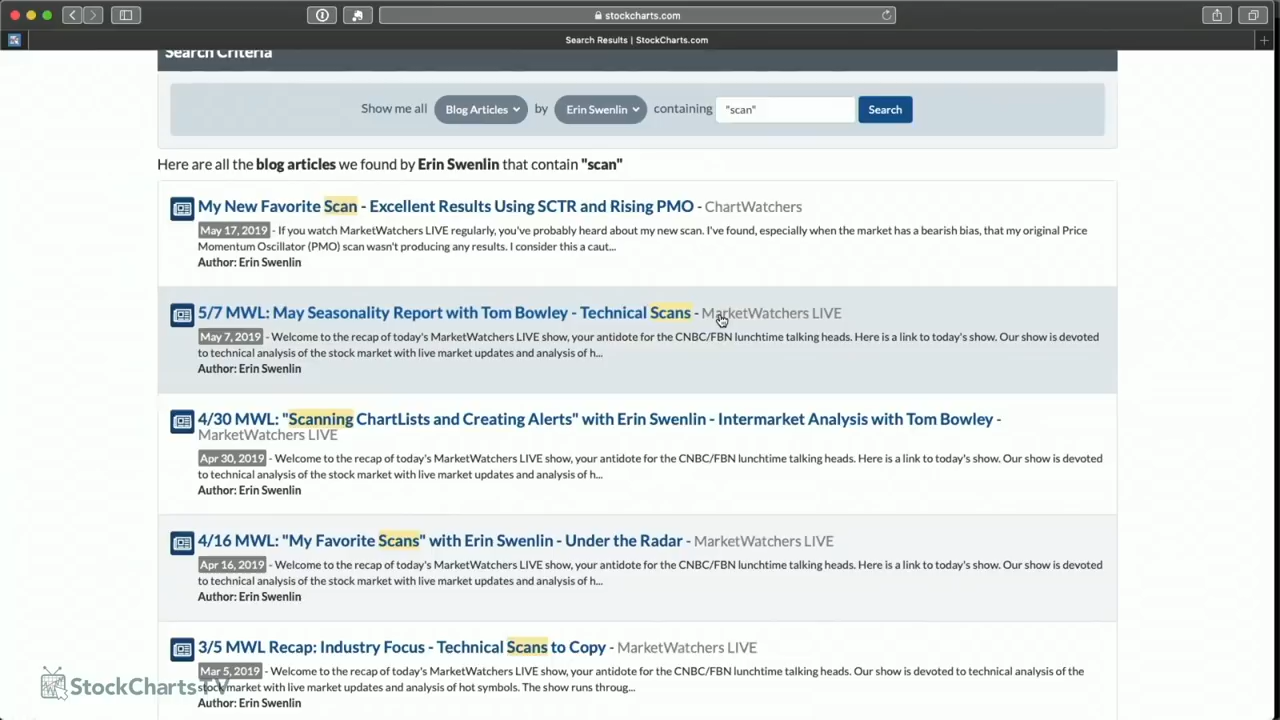 stockcharts.com
Search Results | StockCharts.com
Search Criteria
Show me all Blog Articles by Erin Swenlin containing "scan" Search
Here are all the blog articles we found by Erin Swenlin that contain "scan"
My New Favorite Scan - Excellent Results Using SCTR and Rising PMO - ChartWatchers
May 17, 2019 - If you watch MarketWatchers LIVE regularly, you've probably heard about my new scan. I've found, especially when the market has a bearish bias, that my original Price
Momentum Oscillator (PMO) scan wasn't producing any results. I consider this a caut...
Author: Erin Swenlin
5/7 MWL: May Seasonality Report with Tom Bowley - Technical Scans - MarketWatchers LIVE
May 7, 2019 - Welcome to the recap of today's MarketWatchers LIVE show, your antidote for the CNBC/FBN lunchtime talking heads. Here is a link to today's show. Our show is devoted
to technical analysis of the stock market with live market updates and analysis of h...
Author: Erin Swenlin
4/30 MWL: "Scanning ChartLists and Creating Alerts" with Erin Swenlin - Intermarket Analysis with Tom Bowley -
MarketWatchers LIVE
Apr 30, 2019 - Welcome to the recap of today's MarketWatchers LIVE show, your antidote for the CNBC/FBN lunchtime talking heads. Here is a link to today's show. Our show is devoted
to technical analysis of the stock market with live market updates and analysis of h...
Author: Erin Swenlin
4/16 MWL: "My Favorite Scans" with Erin Swenlin - Under the Radar - MarketWatchers LIVE
Apr 16, 2019 - Welcome to the recap of today's MarketWatchers LIVE show, your antidote for the CNBC/FBN lunchtime talking heads. Here is a link to today's show. Our show is devoted
to technical analysis of the stock market with live market updates and analysis of h...
Author: Erin Swenlin
3/5 MWL Recap: Industry Focus - Technical Scans to Copy - MarketWatchers LIVE
Mar 5, 2019 - Welcome to the recap of today's MarketWatchers LIVE show, your antidote for the CNBC/FBN lunchtime talking heads. Our show is devoted to technical analysis of the
stock market with live market updates and analysis of hot symbols. The show runs throug...
Author: Erin Swenlin
StockChartsTV